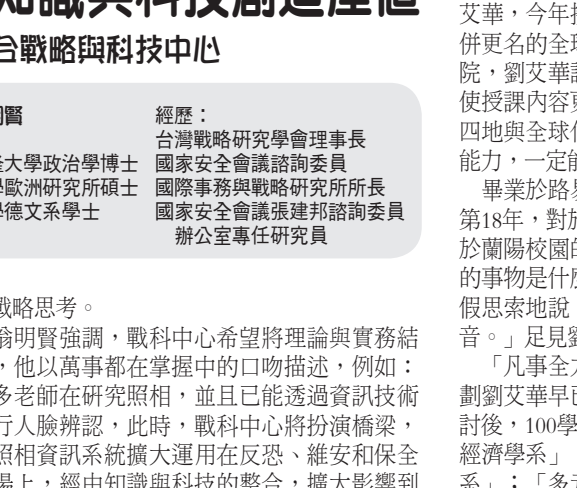 知識與科技創造產值
合戰略與科技中心
明賢
大學政治學博士
歐洲研究所碩士
德文系學士
經歷：
台灣戰略研究學會理事長
國家安全會議諮詢委員
國際事務與戰略研究所所長
國家安全會議張建邦諮詢委員
辦公室專任研究員
戰略思考。
翁明賢強調，戰科中心希望將理論與實務結
，他以萬事都在掌握中的口吻描述，例如：
多老師在研究照相，並且已能透過資訊技術
行人臉辨認，此時，戰科中心將扮演橋梁，
照相資訊系統擴大運用在反恐、維安和保全
場上，經由知識與科技的整合，擴大影響到
艾華，今年
併更名的全球
院，劉艾華
使授課內容
四地與全球
能力，一定能
畢業於路
第18年，對於
於蘭陽校園的
的事物是什麼
假思索地說
音。」足見劉
「凡事全
劃劉艾華早已
討後，100學
經濟學系」
系」；「多